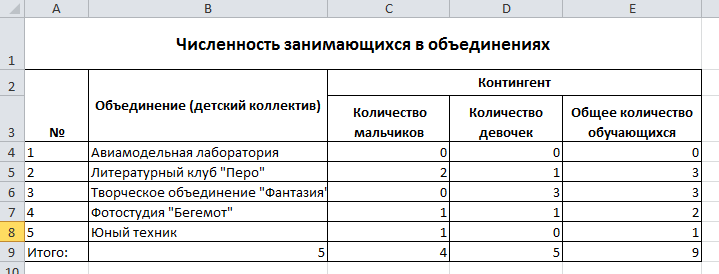 A B C D E
1 Численность занимающихся в объединениях
2 Контингент
Объединение (детский коллектив)
3 № Количество мальчиков Количество девочек Общее количество обучающихся
4 1 Авиамодельная лаборатория 0 0 0
5 2 Литературный клуб "Перо" 2 1 3
6 3 Творческое объединение "Фантазия" 0 3 3
7 4 Фотостудия "Бегемот" 1 1 2
8 5 Юный техник 1 0 1
9 Итого: 5 4 5 9
10